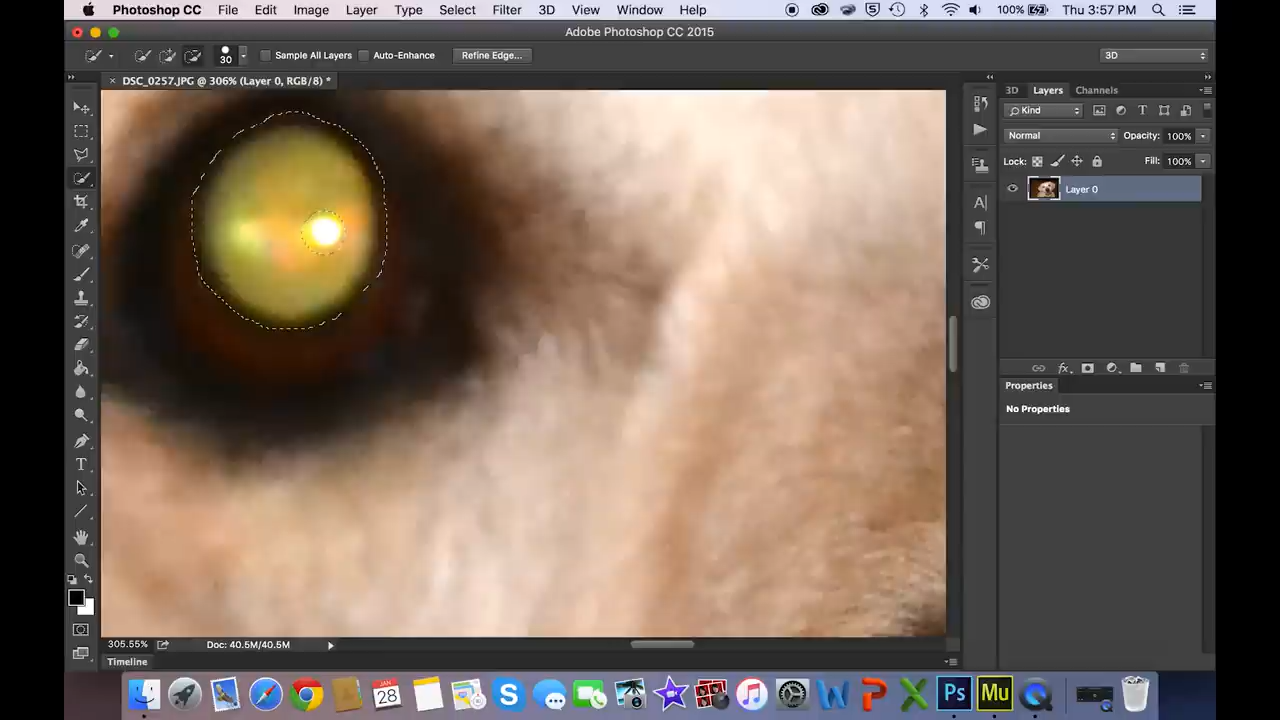 Photoshop CC File Edit Image Layer Type Select Filter 3D View Window Help 100% Thu 3:57 PM
Adobe Photoshop CC 2015
30 Sample All Layers Auto-Enhance Refine Edge... 3D
× DSC_0257.JPG @ 306% (Layer 0, RGB/8) *
3D Layers Channels
Kind
Normal Opacity: 100%
Lock: Fill: 100%
Layer 0
Properties
No Properties
305.55% Doc: 40.5M/40.5M
Timeline
28
Ps Mu